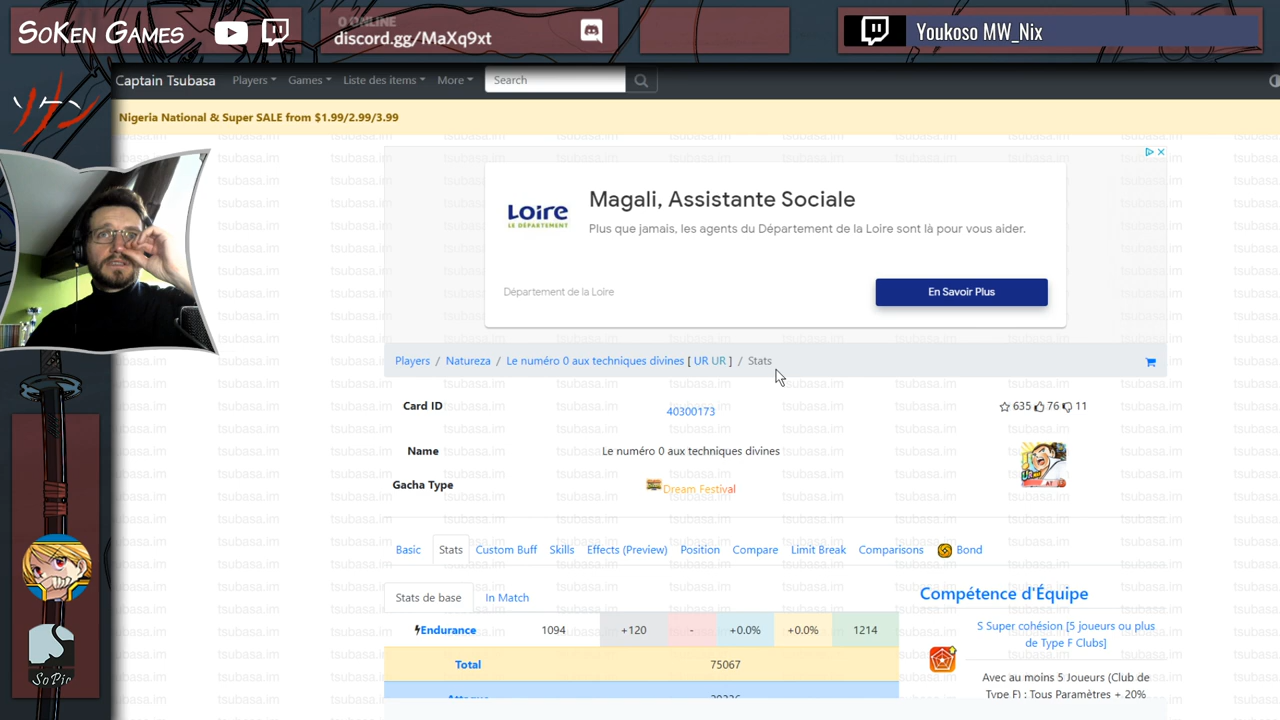 SoKen Games
0 ONLINE
discord.gg/MaXq9xt
Youkoso MW_Nix
ソケン
Captain Tsubasa
Players
Games
Liste des items
More
Search
Nigeria National & Super SALE from $1.99/2.99/3.99
Loire
LE DÉPARTEMENT
Magali, Assistante Sociale
Plus que jamais, les agents du Département de la Loire sont là pour vous aider.
Département de la Loire
En Savoir Plus
Players / Natureza / Le numéro 0 aux techniques divines [ UR UR ] / Stats
Card ID
40300173
635 76 11
Name
Le numéro 0 aux techniques divines
Gacha Type
Dream Festival
Basic
Stats
Custom Buff
Skills
Effects (Preview)
Position
Compare
Limit Break
Comparisons
Bond
Stats de base
In Match
Endurance 1094 +120 - +0.0% +0.0% 1214
Total 75067
Compétence d'Équipe
S Super cohésion [5 joueurs ou plus
de Type F Clubs]
Avec au moins 5 Joueurs (Club de
Type F) : Tous Paramètres + 20%
SoPic
tsubasa.im